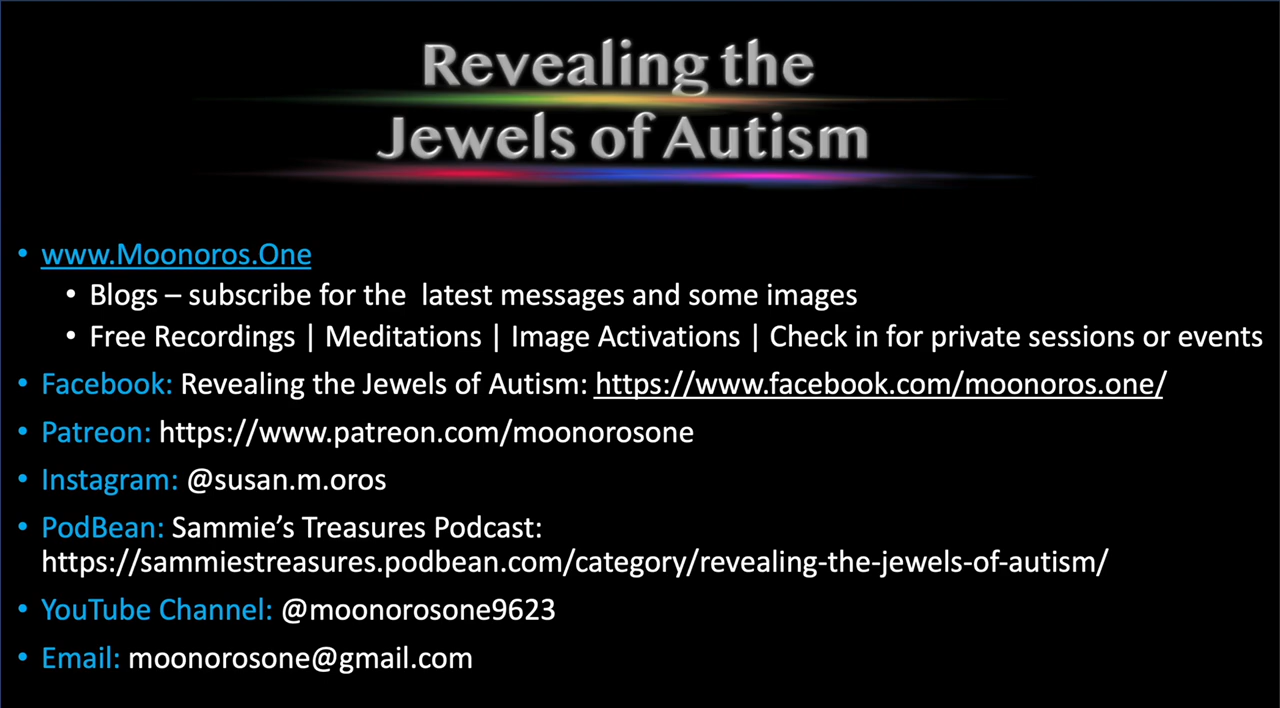 Revealing the
Jewels of Autism
• www.Moonoros.One
• Blogs – subscribe for the  latest messages and some images
• Free Recordings | Meditations | Image Activations | Check in for private sessions or events
• Facebook: Revealing the Jewels of Autism: https://www.facebook.com/moonoros.one/
• Patreon: https://www.patreon.com/moonorosone
• Instagram: @susan.m.oros
• PodBean: Sammie’s Treasures Podcast:
https://sammiestreasures.podbean.com/category/revealing-the-jewels-of-autism/
• YouTube Channel: @moonorosone9623
• Email: moonorosone@gmail.com